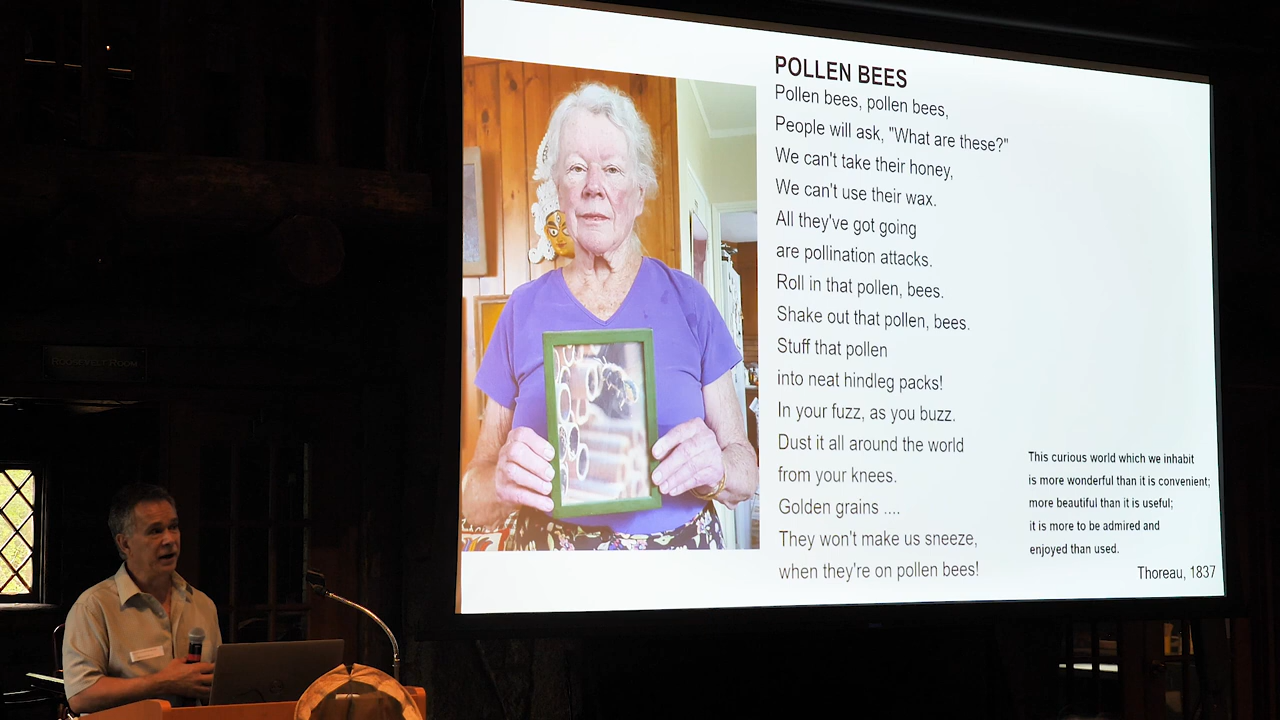 POLLEN BEES
Pollen bees, pollen bees,
People will ask, "What are these?"
We can't take their honey,
We can't use their wax.
All they've got going
are pollination attacks.
Roll in that pollen, bees.
Shake out that pollen, bees.
Stuff that pollen
into neat hindleg packs!
In your fuzz, as you buzz.
Dust it all around the world
from your knees.
Golden grains ....
They won't make us sneeze,
when they're on pollen bees!
This curious world which we inhabit
is more wonderful than it is convenient;
more beautiful than it is useful;
it is more to be admired and
enjoyed than used.
Thoreau, 1837
ROOSEVELT ROOM